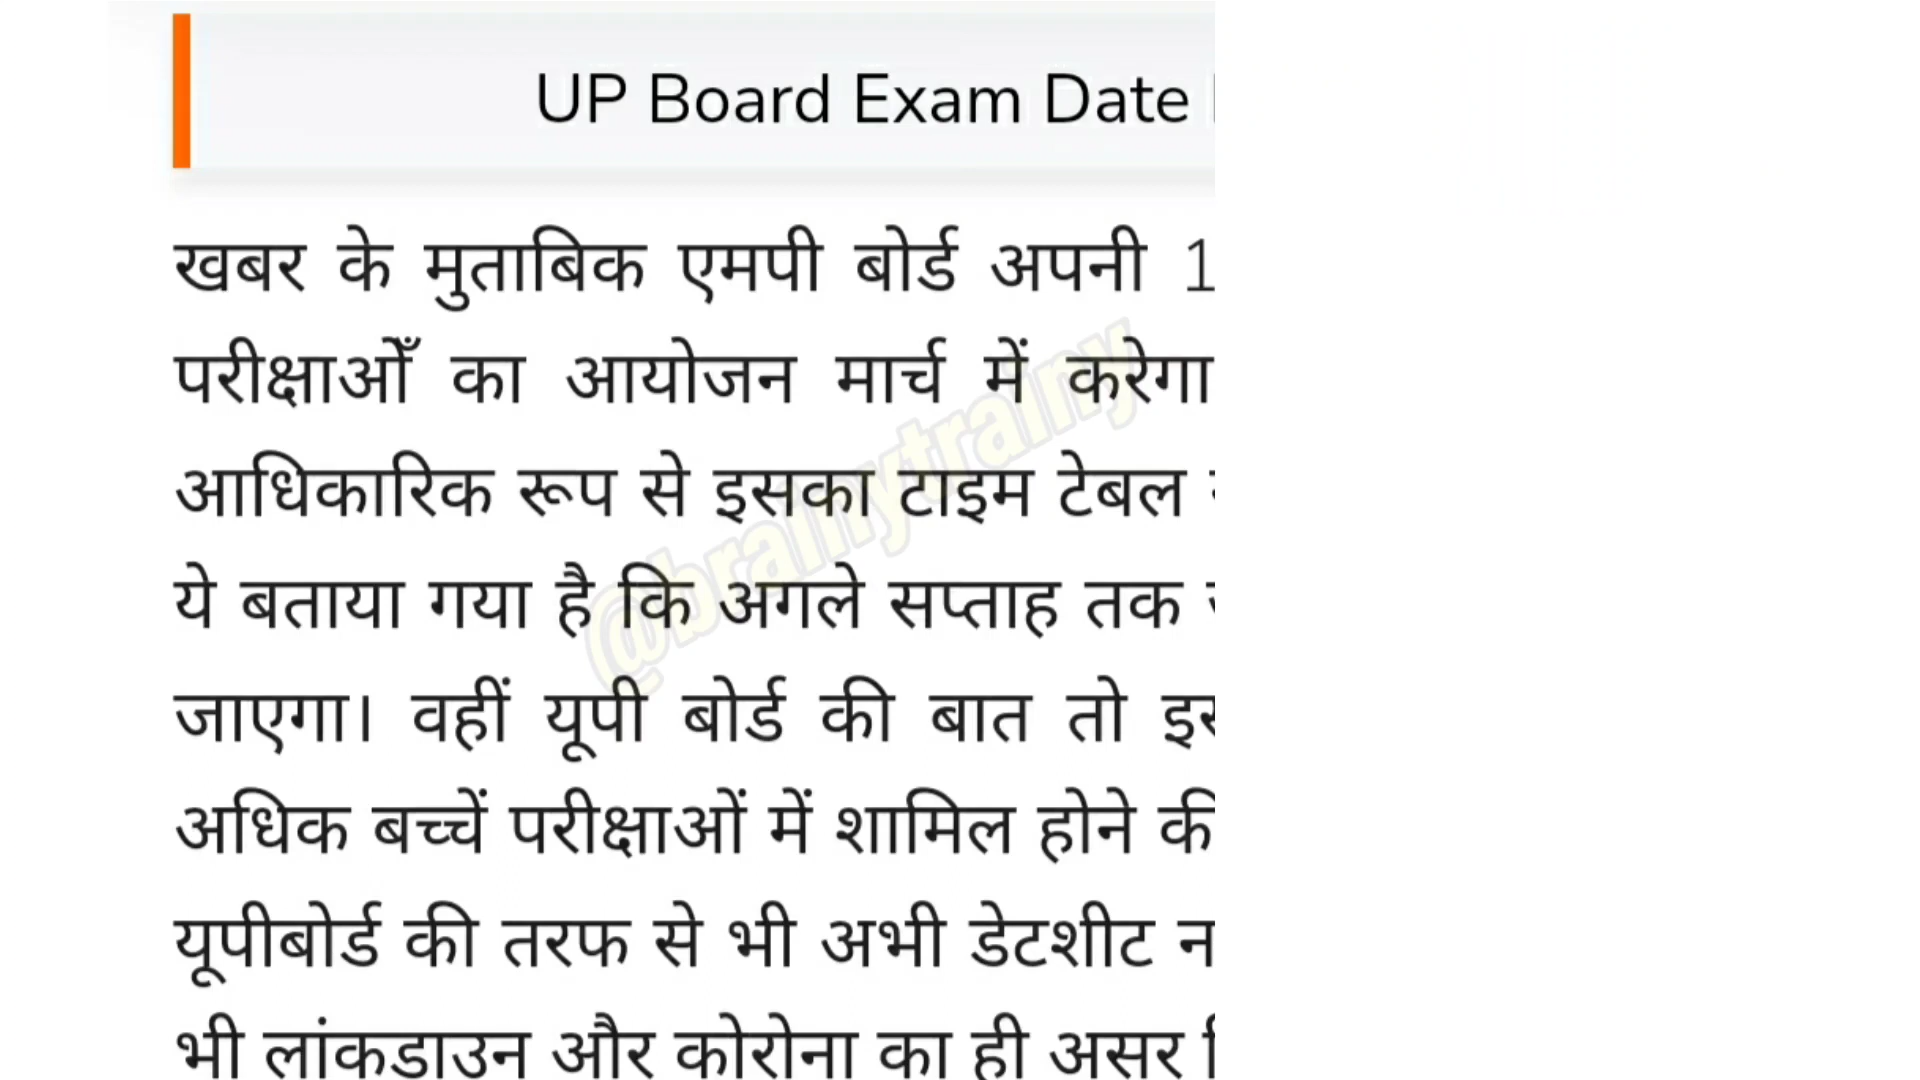 UP Board Exam Date
खबर के मुताबिक एमपी बोर्ड अपनी 1
परीक्षाओँ का आयोजन मार्च में करेगा
आधिकारिक रूप से इसका टाइम टेबल
ये बताया गया है कि अगले सप्ताह तक
जाएगा। वहीं यूपी बोर्ड की बात तो
अधिक बच्चें परीक्षाओं में शामिल होने की
यूपीबोर्ड की तरफ से भी अभी डेटशीट
भी लांकडाउन और कोरोना का ही असर
@brainytrainy